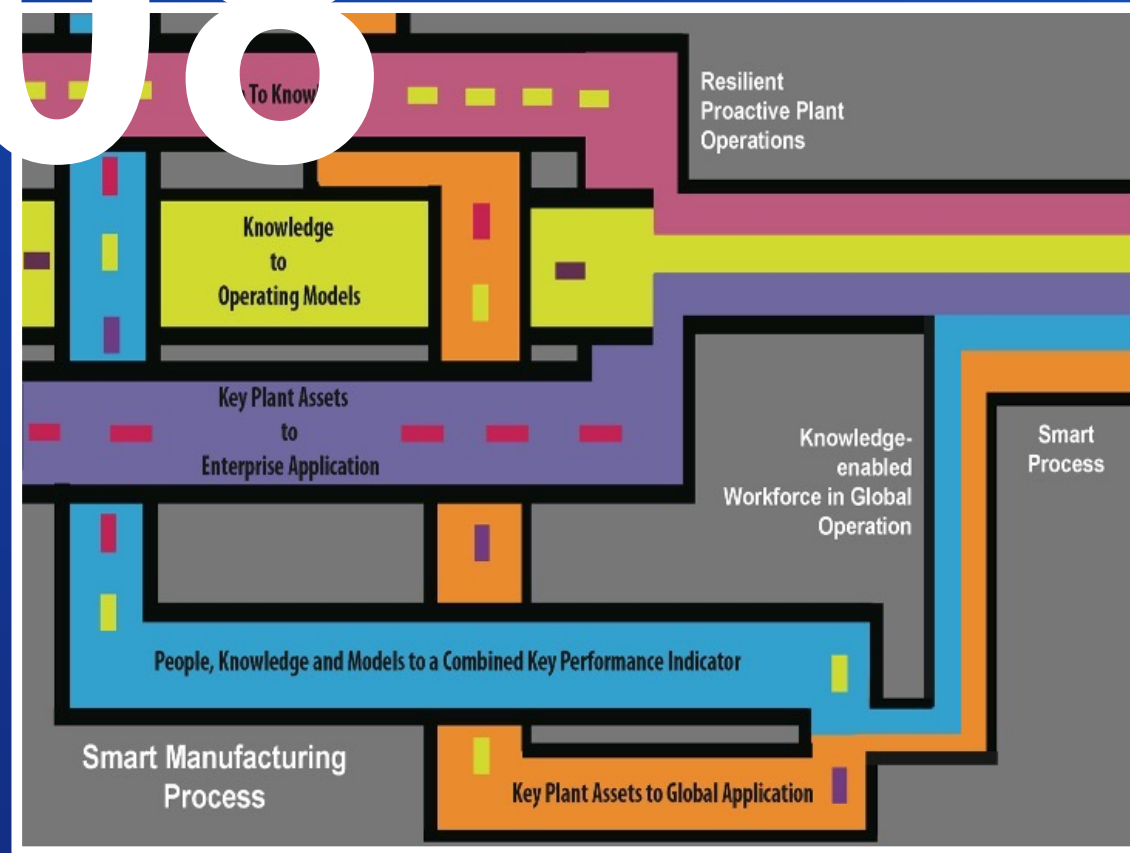 08
To Know
Resilient
Proactive Plant
Operations
Knowledge
to
Operating Models
Key Plant Assets
to
Enterprise Application
Knowledge-
enabled
Workforce in Global
Operation
Smart
Process
People, Knowledge and Models to a Combined Key Performance Indicator
Smart Manufacturing
Process
Key Plant Assets to Global Application